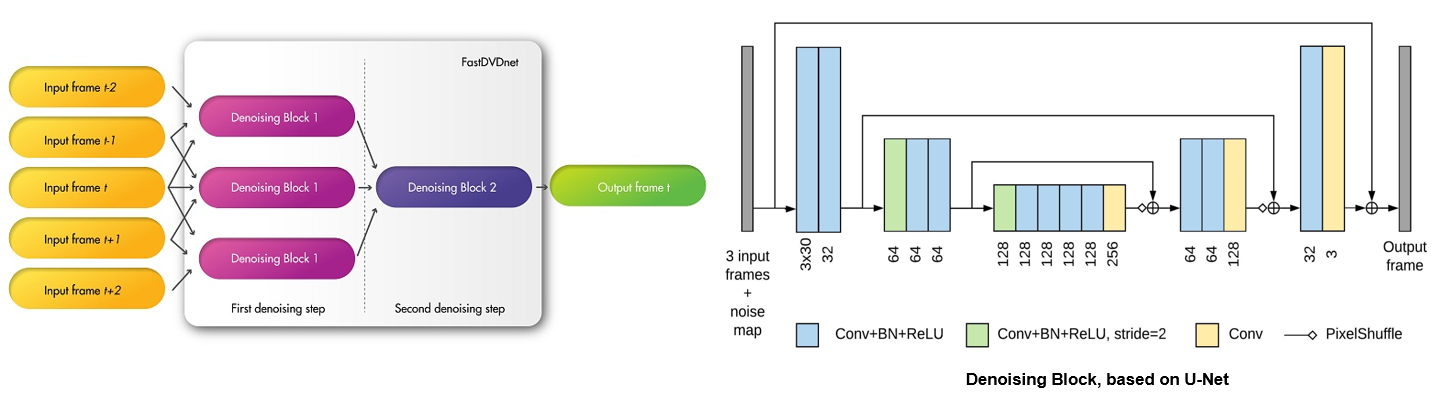 FastDVDnet
Input frame t-2
Input frame t-1
Input frame t
Input frame t+1
Input frame t+2
Denoising Block 1
Denoising Block 1
Denoising Block 1
Denoising Block 2
Output frame t
First denoising step
Second denoising step
3 input
frames
+
noise
map
3x30
32
64
64
64
128
128
128
128
128
256
64
64
128
32
3
Output
frame
Conv+BN+ReLU
Conv+BN+ReLU, stride=2
Conv
PixelShuffle
Denoising Block, based on U-Net